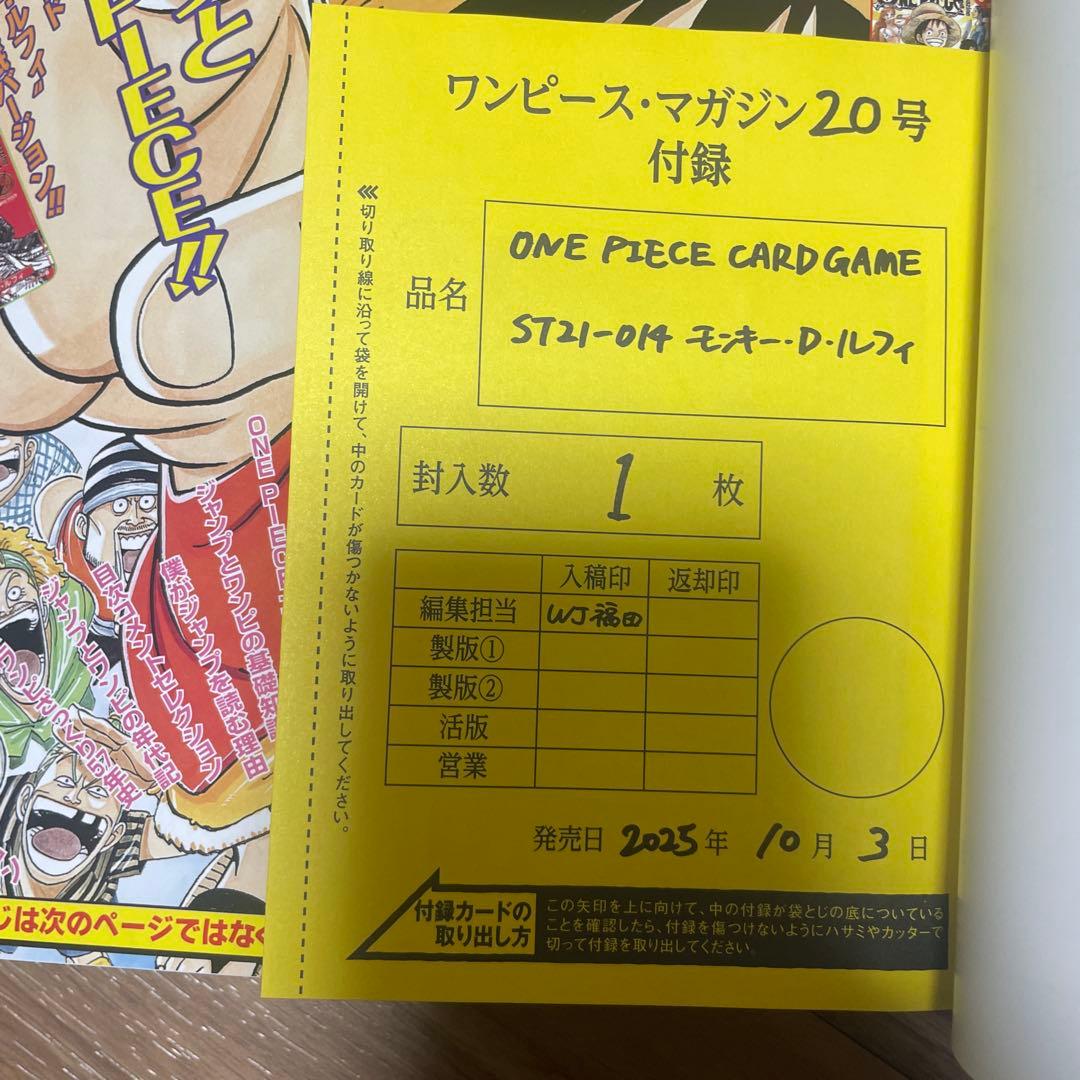 ワンピース・マガジン20号
付録
品名
ONE PIECE CARD GAME
ST21-014 モンキー・D・ルフィ
封入数 1 枚
入稿印 返却印
編集担当 WJ福田
製版①
製版②
活版
営業
発売日 2025年 10月 3日
付録カードの
取り出し方
この矢印を上に向けて、中の付録が袋とじの底についている
ことを確認したら、付録を傷つけないようにハサミやカッターで
切って付録を取り出してください。
切り取り線に沿って袋を開けて、中のカードが傷つかないように取り出してください。
と
PIECE!!
バージョン!!
ONE PIECE
ジャンプとワンピの基礎知識
僕がジャンプを読む理由
目次コメントセレクション
ジャンプとワンピの年代記
じは次のページではなく